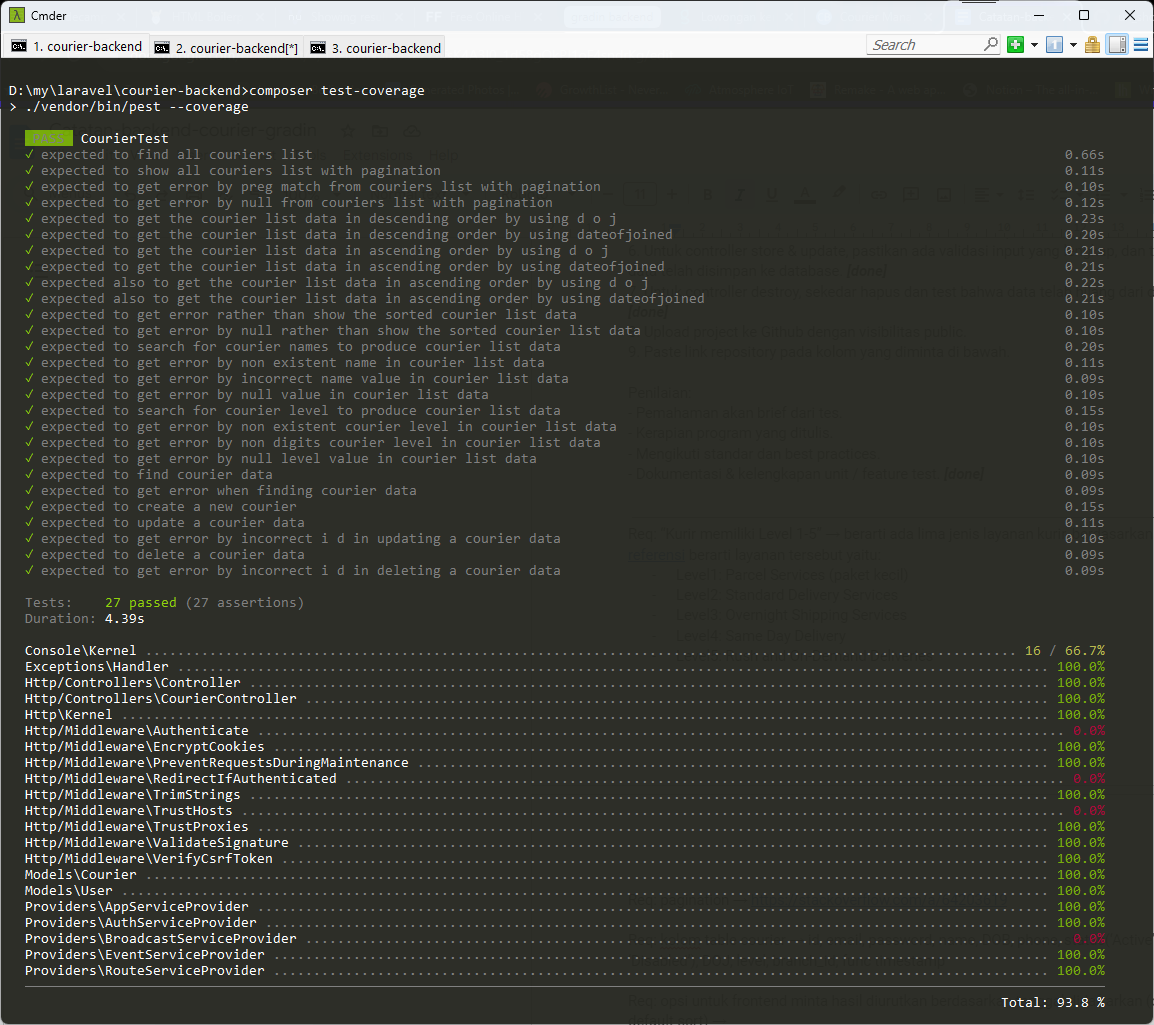 Cmder
1. courier-backend
2. courier-backend[*]
3. courier-backend
Search
D:\my\laravel\courier-backend>composer test-coverage
> ./vendor/bin/pest --coverage
PASS CourierTest
✓ expected to find all couriers list 0.66s
✓ expected to show all couriers list with pagination 0.11s
✓ expected to get error by preg match from couriers list with pagination 0.10s
✓ expected to get error by null from couriers list with pagination 0.12s
✓ expected to get the courier list data in descending order by using d o j 0.23s
✓ expected to get the courier list data in descending order by using dateofjoined 0.20s
✓ expected to get the courier list data in ascending order by using d o j 0.21s
✓ expected to get the courier list data in ascending order by using dateofjoined 0.21s
✓ expected also to get the courier list data in ascending order by using d o j 0.22s
✓ expected also to get the courier list data in ascending order by using dateofjoined 0.21s
✓ expected to get error rather than show the sorted courier list data 0.10s
✓ expected to get error by null rather than show the sorted courier list data 0.10s
✓ expected to search for courier names to produce courier list data 0.20s
✓ expected to get error by non existent name in courier list data 0.11s
✓ expected to get error by incorrect name value in courier list data 0.09s
✓ expected to get error by null value in courier list data 0.10s
✓ expected to search for courier level to produce courier list data 0.15s
✓ expected to get error by non existent courier level in courier list data 0.10s
✓ expected to get error by non digits courier level in courier list data 0.10s
✓ expected to get error by null level value in courier list data 0.10s
✓ expected to find courier data 0.09s
✓ expected to get error when finding courier data 0.09s
✓ expected to create a new courier 0.15s
✓ expected to update a courier data 0.11s
✓ expected to get error by incorrect i d in updating a courier data 0.10s
✓ expected to delete a courier data 0.09s
✓ expected to get error by incorrect i d in deleting a courier data 0.09s
Tests: 27 passed (27 assertions)
Duration: 4.39s
Console\Kernel ........ 16 / 66.7%
Exceptions\Handler ........ 100.0%
Http/Controllers\Controller ........ 100.0%
Http/Controllers\CourierController ........ 100.0%
Http\Kernel ........ 100.0%
Http/Middleware\Authenticate ........ 0.0%
Http/Middleware\EncryptCookies ........ 100.0%
Http/Middleware\PreventRequestsDuringMaintenance ........ 100.0%
Http/Middleware\RedirectIfAuthenticated ........ 0.0%
Http/Middleware\TrimStrings ........ 100.0%
Http/Middleware\TrustHosts ........ 0.0%
Http/Middleware\TrustProxies ........ 100.0%
Http/Middleware\ValidateSignature ........ 100.0%
Http/Middleware\VerifyCsrfToken ........ 100.0%
Models\Courier ........ 100.0%
Models\User ........ 100.0%
Providers\AppServiceProvider ........ 100.0%
Providers\AuthServiceProvider ........ 100.0%
Providers\BroadcastServiceProvider ........ 0.0%
Providers\EventServiceProvider ........ 100.0%
Providers\RouteServiceProvider ........ 100.0%
Total: 93.8 %